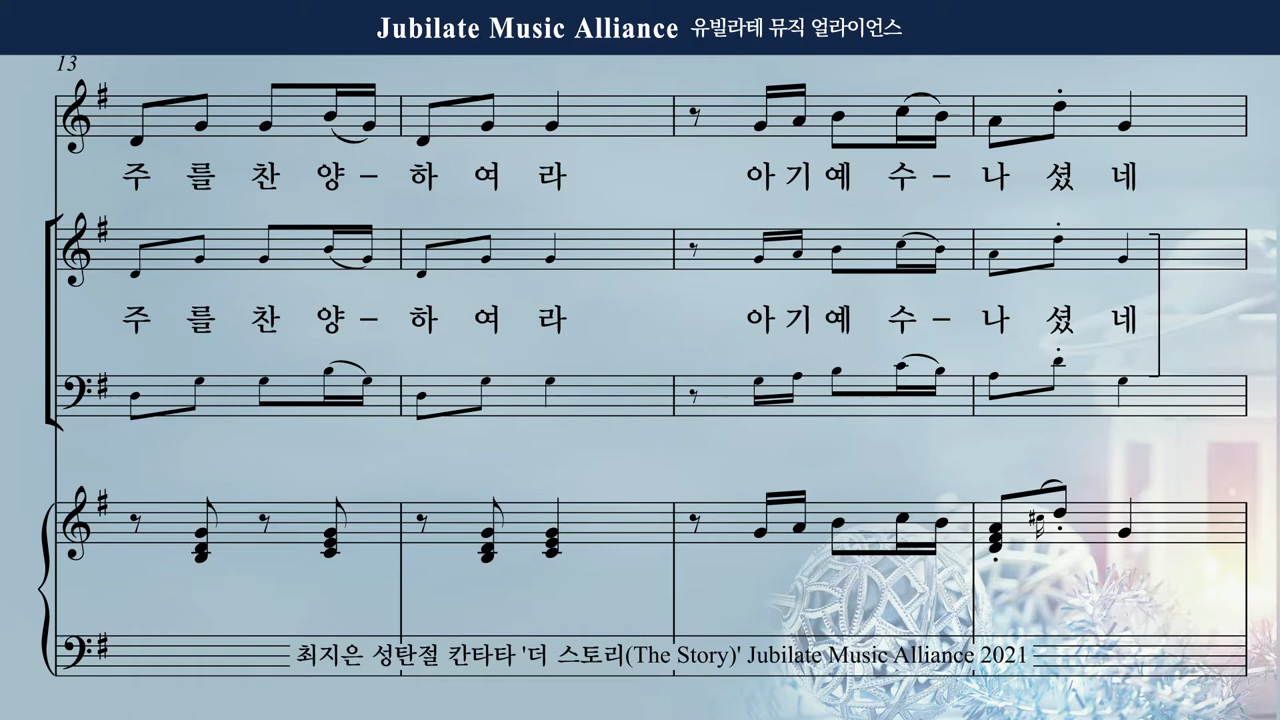 Jubilate Music Alliance 유빌라테 뮤직 얼라이언스
13
주 를 찬 양 – 하 여 라 아 기 예 수 – 나 셨 네
주 를 찬 양 – 하 여 라 아 기 예 수 – 나 셨 네
최지은 성탄절 칸타타 '더 스토리(The Story)' Jubilate Music Alliance 2021